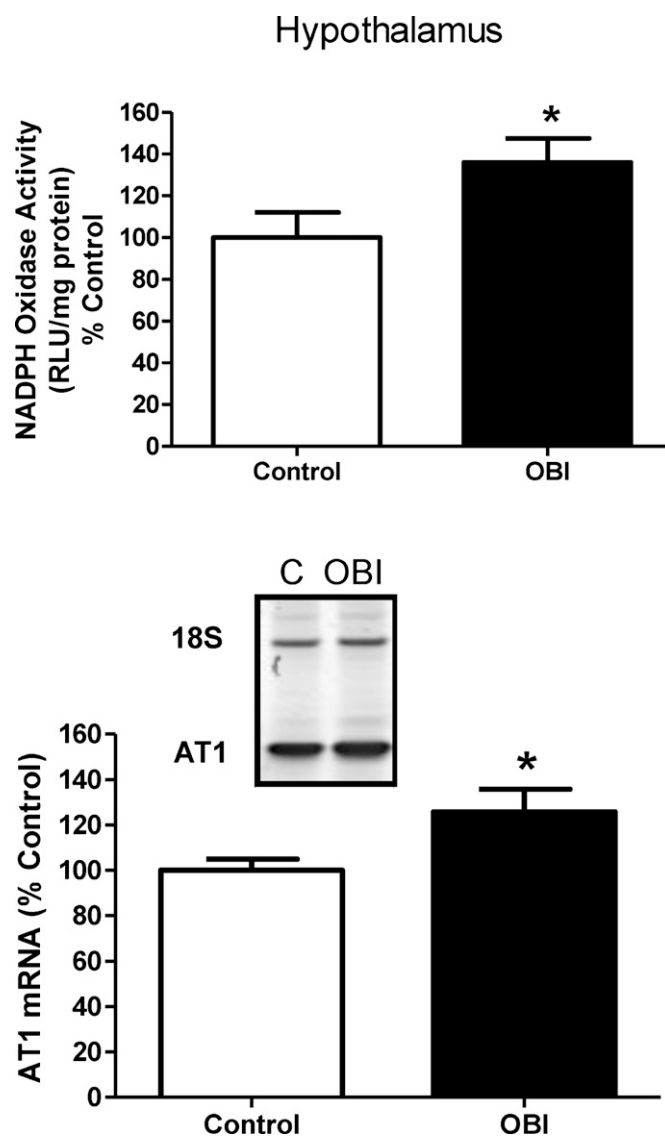 Hypothalamus
NADPH Oxidase Activity
(RLU/mg protein)
% Control
160
140
120
100
80
60
40
20
0
*
Control OBI
C OBI
18S
AT1
AT1 mRNA (% Control)
160
140
120
100
80
60
40
20
0
*
Control OBI